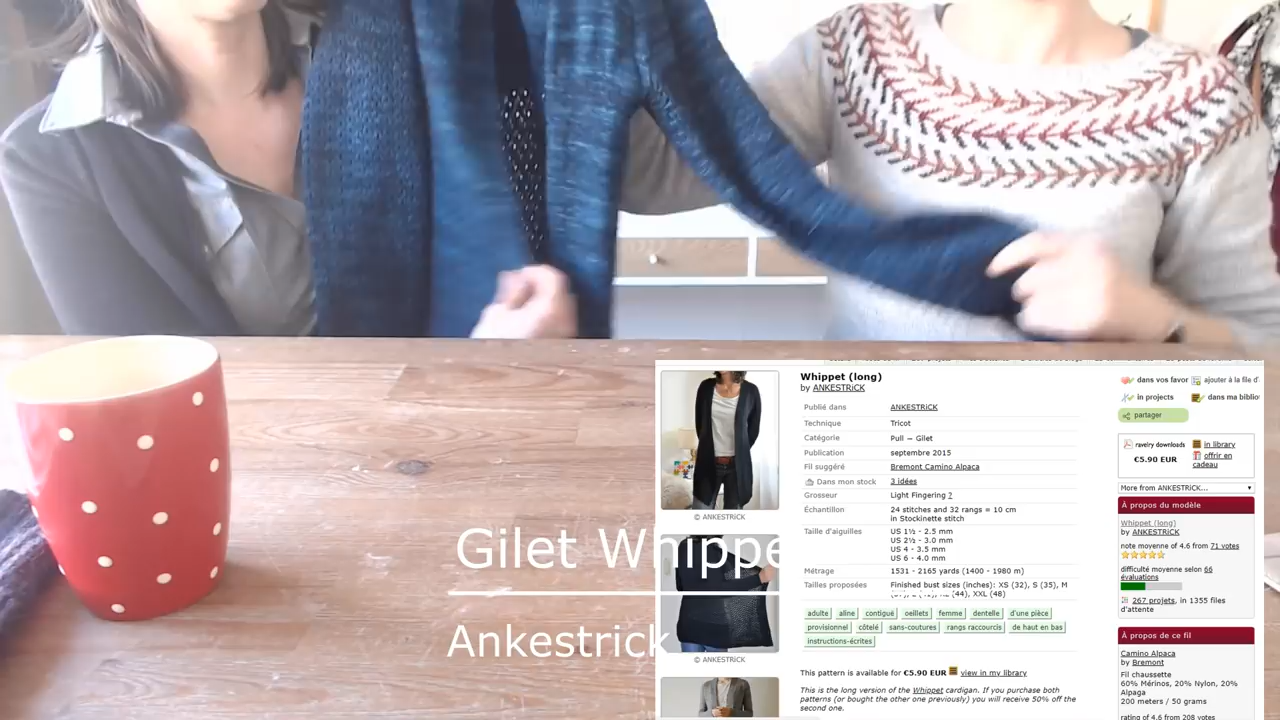 Gilet Whippe
Ankestrick
Whippet (long)
by ANKESTRiCK
Publié dans ANKESTRiCK
Technique Tricot
Catégorie Pull → Gilet
Publication septembre 2015
Fil suggéré Bremont Camino Alpaca
Dans mon stock 3 idées
Grosseur Light Fingering ?
Échantillon 24 stitches and 32 rangs = 10 cm
in Stockinette stitch
Taille d'aiguilles US 1½ - 2.5 mm
US 2½ - 3.0 mm
US 4 - 3.5 mm
US 6 - 4.0 mm
Métrage 1531 - 2165 yards (1400 - 1980 m)
Tailles proposées Finished bust sizes (inches): XS (32), S (35), M
(44), XXL (48)
adulte aline contigue oeillets femme dentelle d'une pièce
provisionnel côtelé sans-coutures rangs raccourcis de haut en bas
instructions-écrites
This pattern is available for €5.90 EUR view in my library
This is the long version of the Whippet cardigan. If you purchase both
patterns (or bought the other one previously) you will receive 50% off the
second one.
© ANKESTRiCK
© ANKESTRiCK
dans vos favor ajouter à la file d'
in projects dans ma biblio
partager
ravelry downloads in library
€5.90 EUR offrir en
cadeau
More from ANKESTRiCK...
À propos du modèle
Whippet (long)
by ANKESTRiCK
note moyenne of 4.6 from 71 votes
difficulté moyenne selon 66
évaluations
267 projets, in 1355 files
d'attente
À propos de ce fil
Camino Alpaca
by Bremont
Fil chaussette
60% Mérinos, 20% Nylon, 20%
Alpaga
200 meters / 50 grams
rating of 4.6 from 208 votes